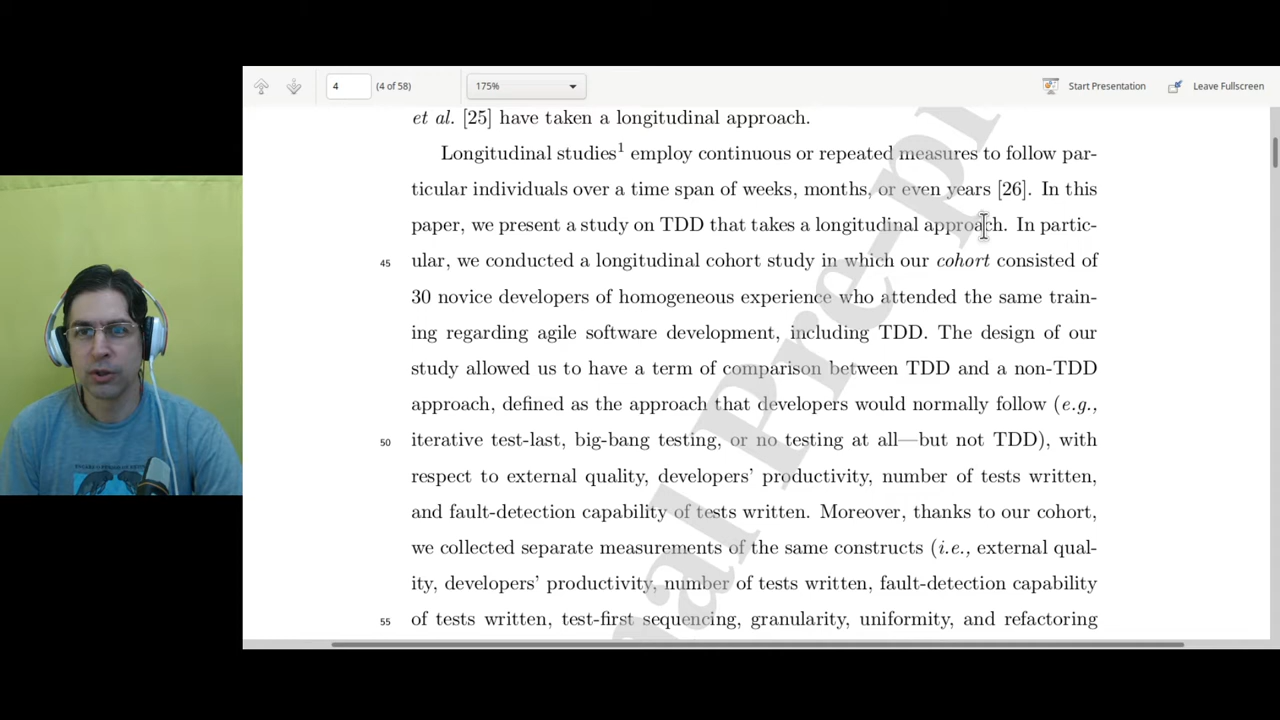 4
(4 of 58)
175%
Start Presentation
Leave Fullscreen
et al. [25] have taken a longitudinal approach.
Longitudinal studies¹ employ continuous or repeated measures to follow par-
ticular individuals over a time span of weeks, months, or even years [26]. In this
paper, we present a study on TDD that takes a longitudinal approach. In partic-
45 ular, we conducted a longitudinal cohort study in which our cohort consisted of
30 novice developers of homogeneous experience who attended the same train-
ing regarding agile software development, including TDD. The design of our
study allowed us to have a term of comparison between TDD and a non-TDD
approach, defined as the approach that developers would normally follow (e.g.,
50 iterative test-last, big-bang testing, or no testing at all—but not TDD), with
respect to external quality, developers’ productivity, number of tests written,
and fault-detection capability of tests written. Moreover, thanks to our cohort,
we collected separate measurements of the same constructs (i.e., external qual-
ity, developers’ productivity, number of tests written, fault-detection capability
55 of tests written, test-first sequencing, granularity, uniformity, and refactoring